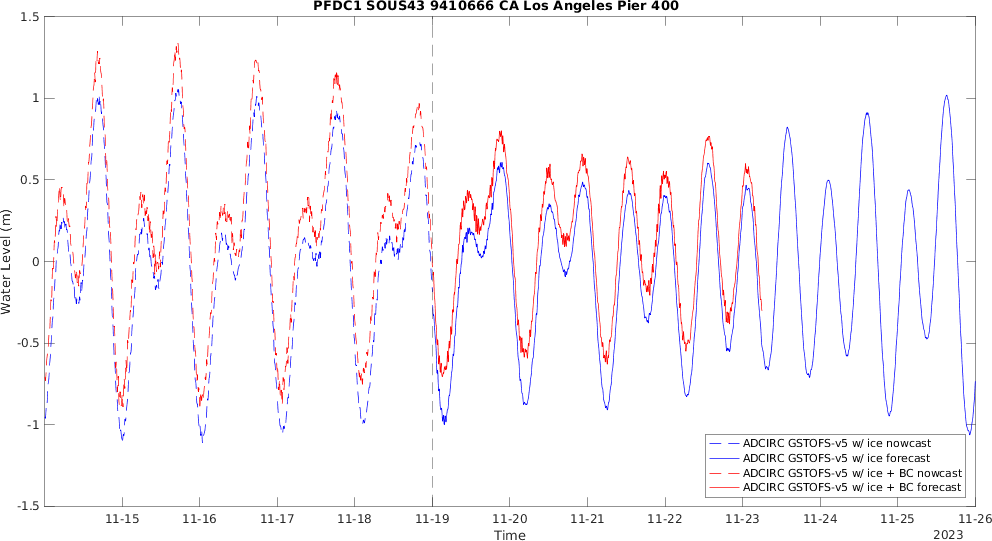 PFDC1 SOUS43 9410666 CA Los Angeles Pier 400
1.5
1
0.5
0
-0.5
-1
-1.5
Water Level (m)
11-15
11-16
11-17
11-18
11-19
11-20
11-21
11-22
11-23
11-24
11-25
11-26
Time
2023
ADCIRC GSTOFS-v5 w/ ice nowcast
ADCIRC GSTOFS-v5 w/ ice forecast
ADCIRC GSTOFS-v5 w/ ice + BC nowcast
ADCIRC GSTOFS-v5 w/ ice + BC forecast